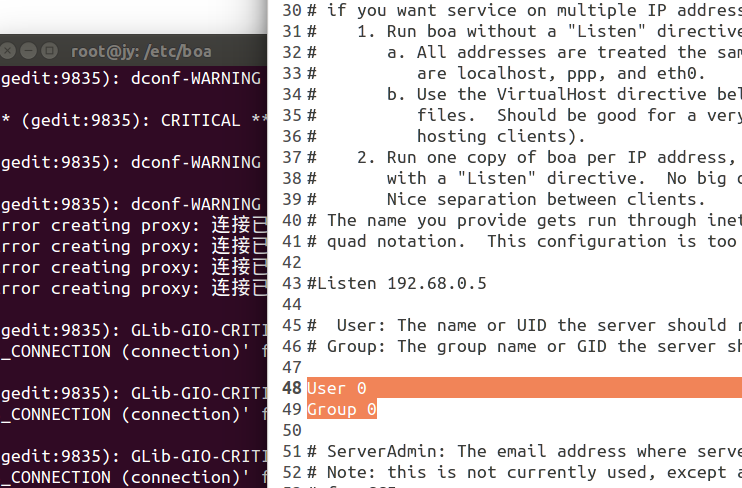 root@jy: /etc/boa
gedit:9835): dconf-WARNING
* (gedit:9835): CRITICAL **
gedit:9835): dconf-WARNING
gedit:9835): dconf-WARNING
rror creating proxy: 连接已
rror creating proxy: 连接已
rror creating proxy: 连接已
rror creating proxy: 连接已
gedit:9835): GLib-GIO-CRITI
_CONNECTION (connection)' f
gedit:9835): GLib-GIO-CRITI
_CONNECTION (connection)' f
gedit:9835): GLib-GIO-CRITI
_CONNECTION (connection)' f
30 # if you want service on multiple IP address
31 #    1. Run boa without a "Listen" directive
32 #       a. All addresses are treated the sam
33 #          are localhost, ppp, and eth0.
34 #       b. Use the VirtualHost directive bel
35 #          files.  Should be good for a very
36 #          hosting clients).
37 #    2. Run one copy of boa per IP address,
38 #       with a "Listen" directive.  No big d
39 #       Nice separation between clients.
40 # The name you provide gets run through inet
41 # quad notation.  This configuration is too
42
43 #Listen 192.68.0.5
44
45 #  User: The name or UID the server should r
46 # Group: The group name or GID the server sh
47
48 User 0
49 Group 0
50
51 # ServerAdmin: The email address where serve
52 # Note: this is not currently used, except a